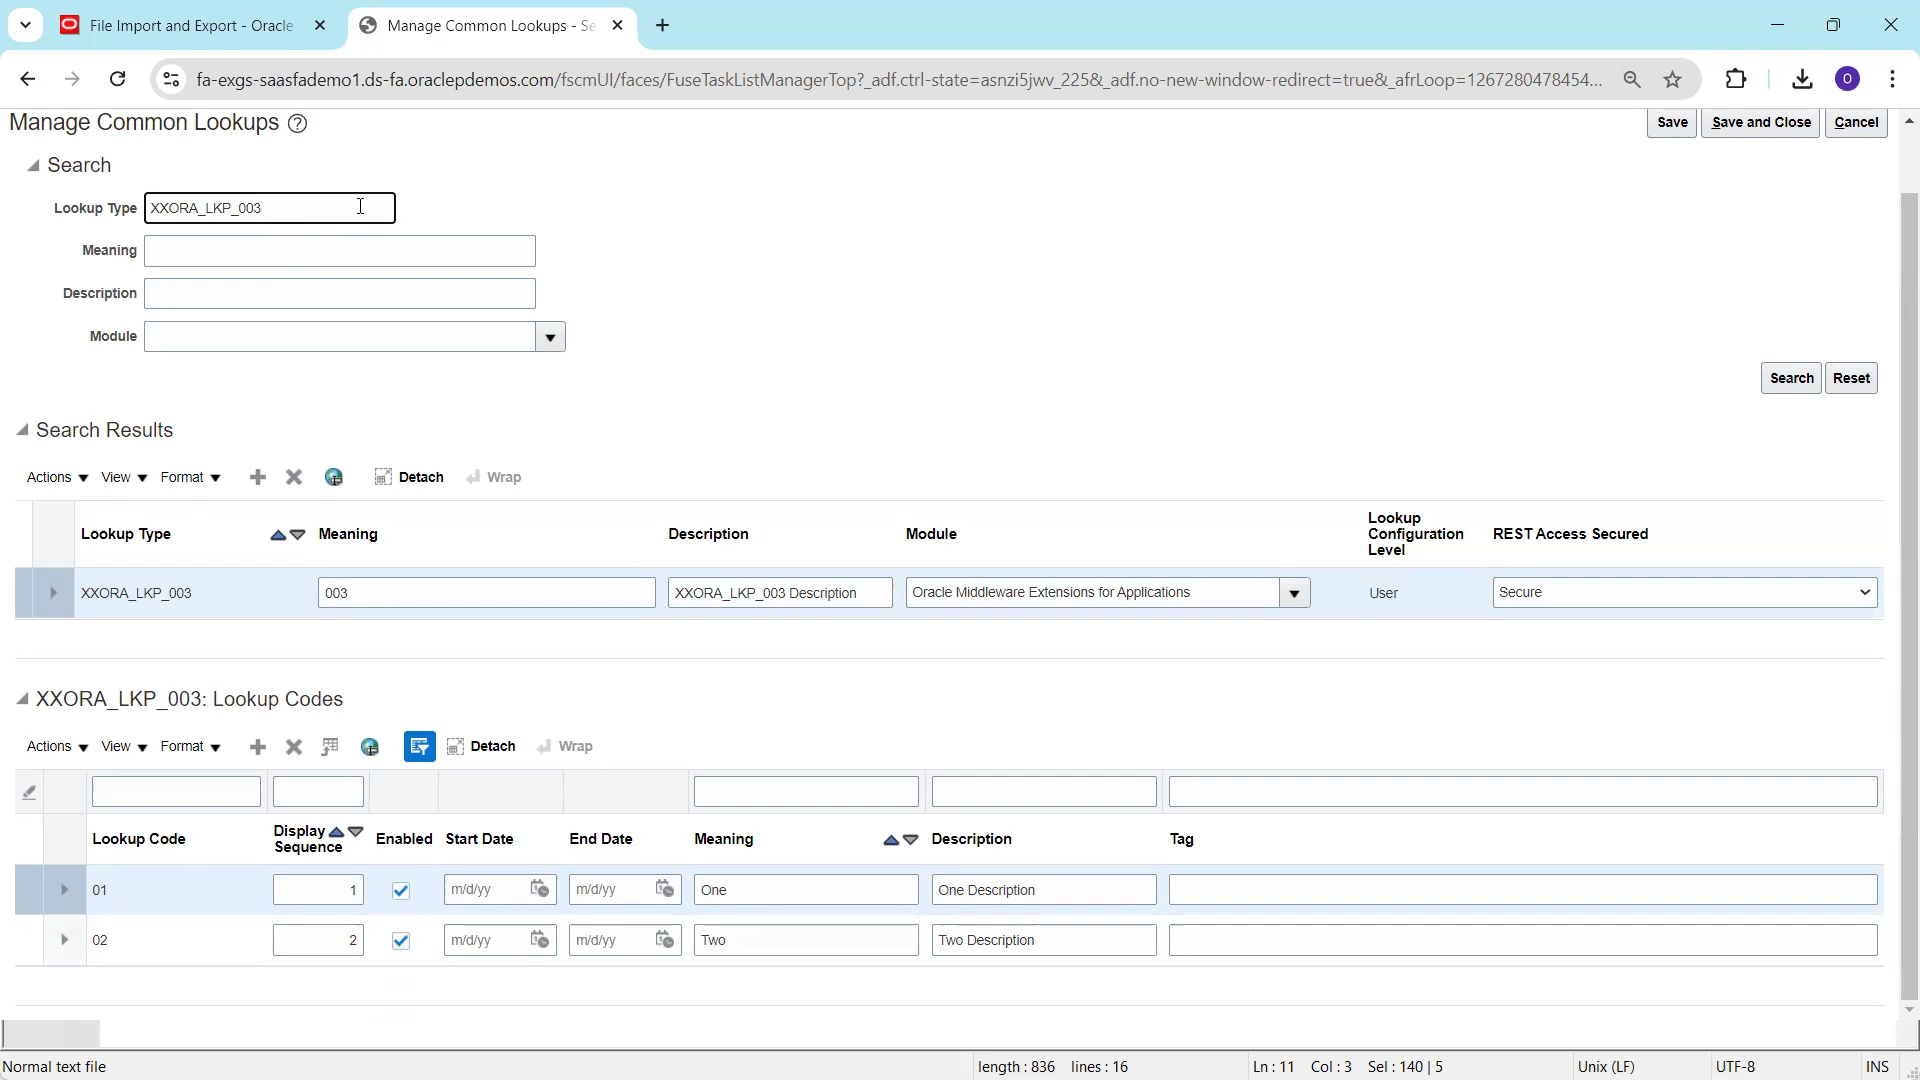 File Import and Export - Oracle
Manage Common Lookups - Se
fa-exgs-saasfademo1.ds-fa.oraclepdemos.com/fscmUI/faces/FuseTaskListManagerTop?_adf.ctrl-state=asnzi5jwv_225&_adf.no-new-window-redirect=true&_afrLoop=1267280478454...
O
Manage Common Lookups
Save
Save and Close
Cancel
Search
Lookup Type XXORA_LKP_003
Meaning
Description
Module
Search
Reset
Search Results
Actions View Format Detach Wrap
Lookup Type Meaning Description Module Lookup Configuration Level REST Access Secured
XXORA_LKP_003 003 XXORA_LKP_003 Description Oracle Middleware Extensions for Applications User Secure
XXORA_LKP_003: Lookup Codes
Actions View Format Detach Wrap
Lookup Code Display Sequence Enabled Start Date End Date Meaning Description Tag
01 1 m/d/yy m/d/yy One One Description
02 2 m/d/yy m/d/yy Two Two Description
Normal text file length : 836 lines : 16 Ln : 11 Col : 3 Sel : 140 | 5 Unix (LF) UTF-8 INS